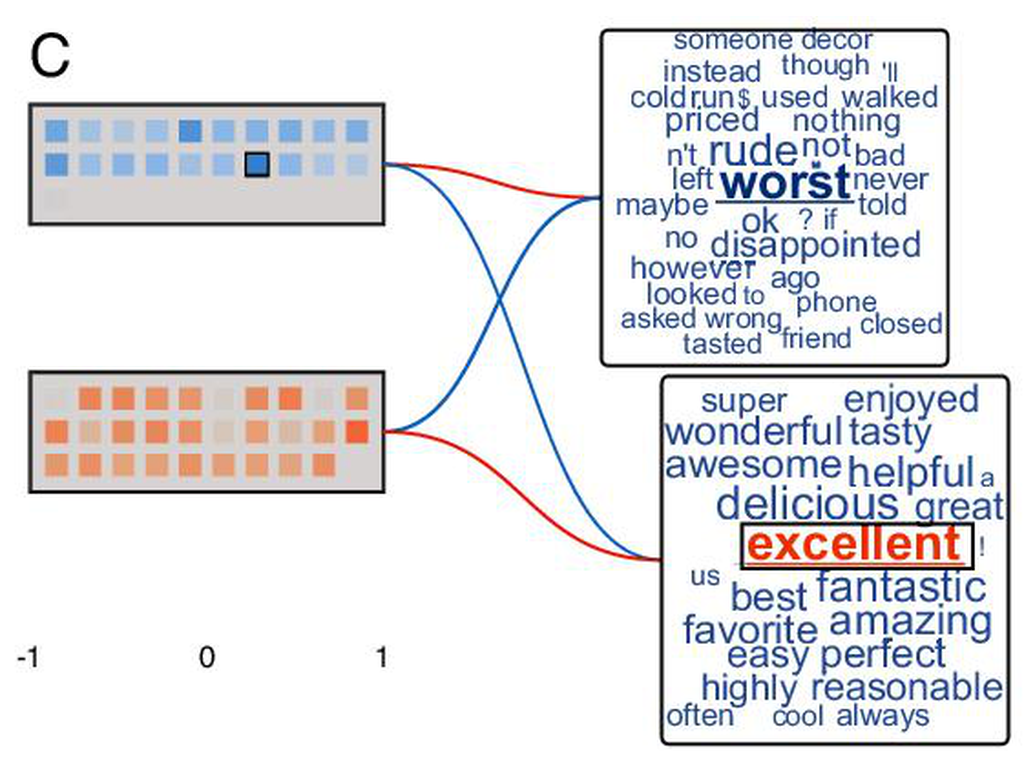 C
someone decor
instead though 'll
cold run $ used walked
priced nothing
n't rude not bad
left worst never
maybe ok ? if told
no disappointed
however ago
looked to phone
asked wrong closed
tasted friend
super enjoyed
wonderful tasty
awesome helpful a
delicious great
excellent !
us best fantastic
favorite amazing
easy perfect
highly reasonable
often cool always
-1 0 1